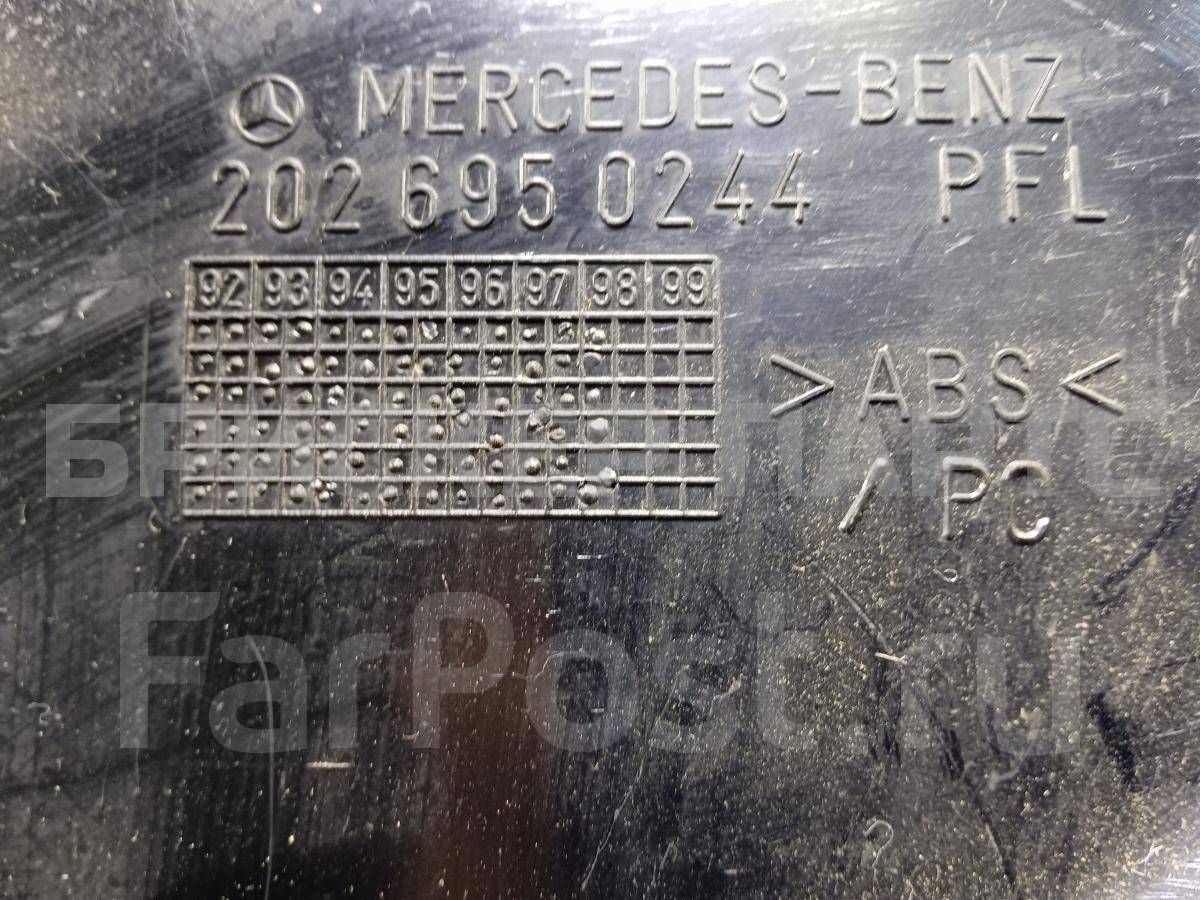 MERCEDES-BENZ
202 695 0244 PFL
92 93 94 95 96 97 98 99
>ABS<
/PC
FarPost.ru